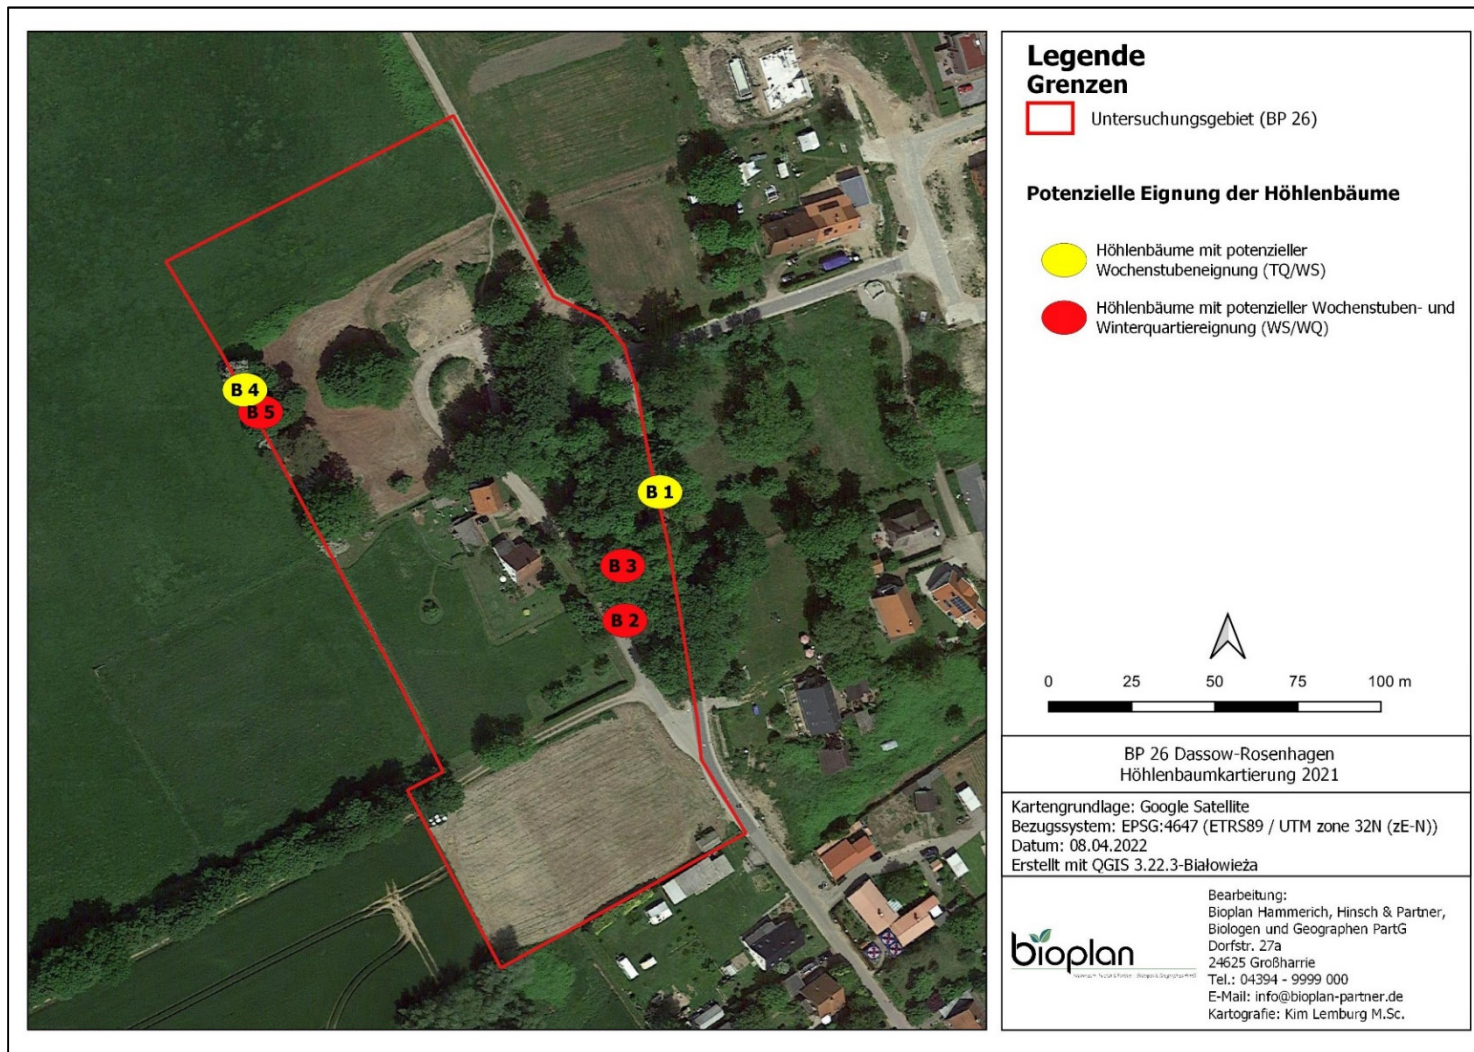 Legende
Grenzen
Untersuchungsgebiet (BP 26)
Potenzielle Eignung der Höhlenbäume
Höhlenbäume mit potenzieller
Wochenstubeneignung (TQ/WS)
Höhlenbäume mit potenzieller Wochenstuben- und
Winterquartiereignung (WS/WQ)
B 4
B 5
B 1
B 3
B 2
0 25 50 75 100 m
BP 26 Dassow-Rosenhagen
Höhlenbaumkartierung 2021
Kartengrundlage: Google Satellite
Bezugssystem: EPSG:4647 (ETRS89 / UTM zone 32N (zE-N))
Datum: 08.04.2022
Erstellt mit QGIS 3.22.3-Białowieża
bioplan
Bearbeitung:
Bioplan Hammerich, Hinsch & Partner,
Biologen und Geographen PartG
Dorfstr. 27a
24625 Großharrie
Tel.: 04394 - 9999 000
E-Mail: info@bioplan-partner.de
Kartografie: Kim Lemburg M.Sc.